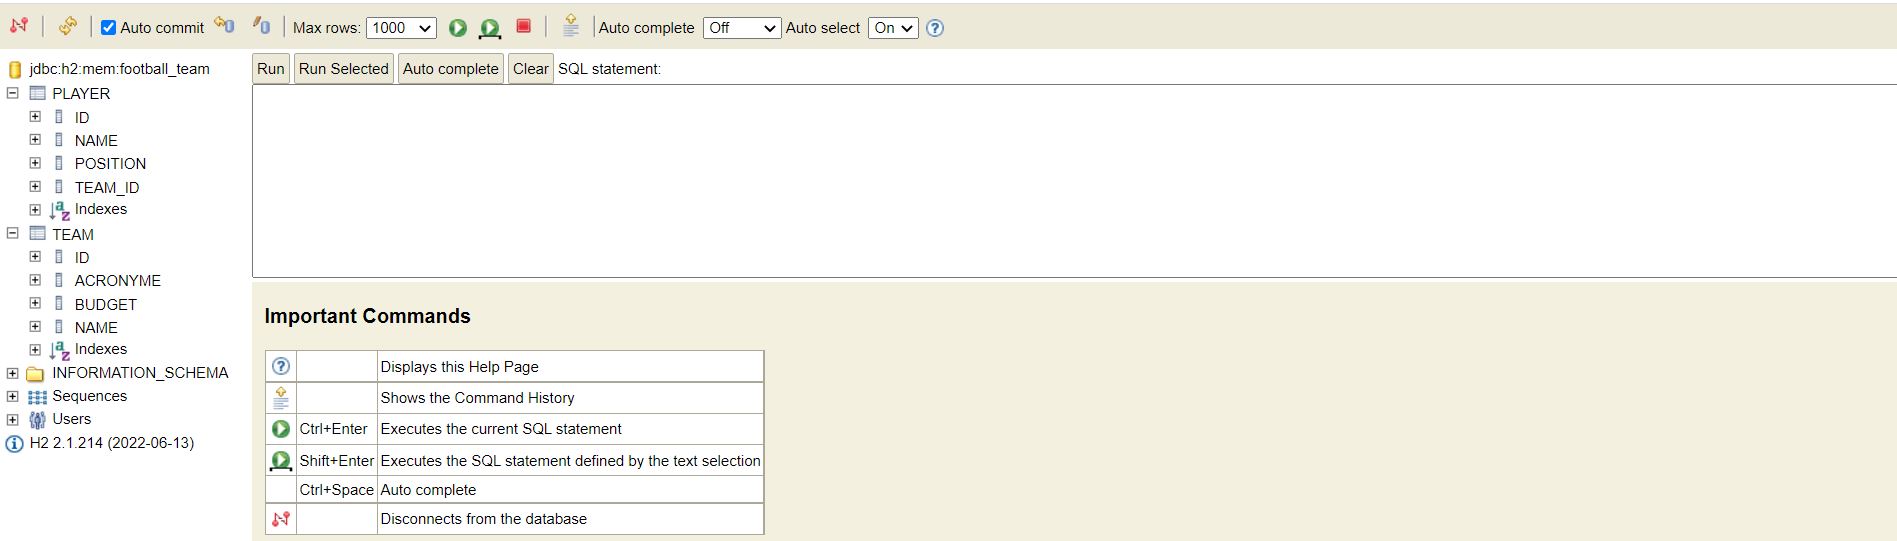 Auto commit Max rows: 1000 Auto complete Off Auto select On
jdbc:h2:mem:football_team
PLAYER
ID
NAME
POSITION
TEAM_ID
Indexes
TEAM
ID
ACRONYME
BUDGET
NAME
Indexes
INFORMATION_SCHEMA
Sequences
Users
H2 2.1.214 (2022-06-13)
Run Run Selected Auto complete Clear SQL statement:
Important Commands
Displays this Help Page
Shows the Command History
Ctrl+Enter Executes the current SQL statement
Shift+Enter Executes the SQL statement defined by the text selection
Ctrl+Space Auto complete
Disconnects from the database